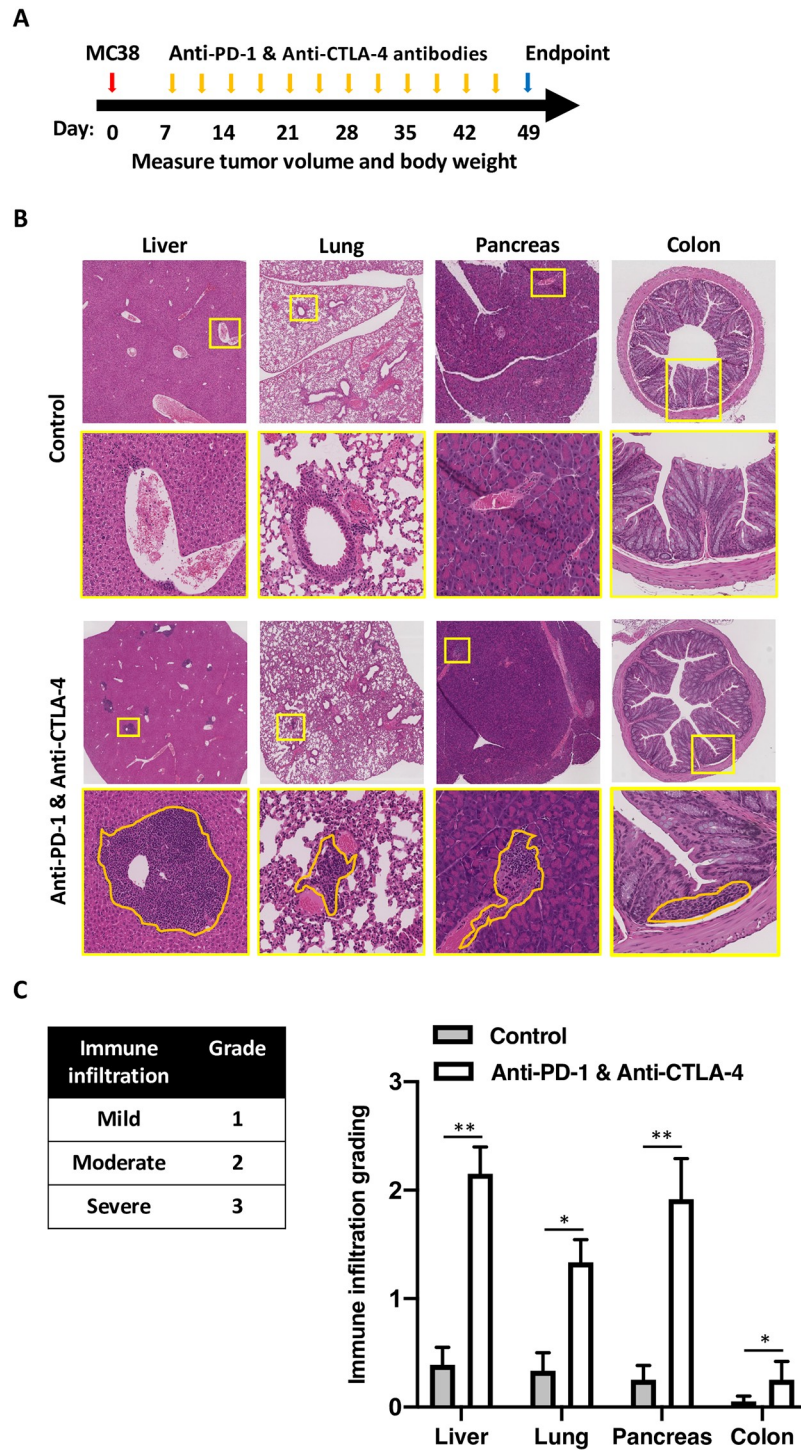 A
MC38 Anti-PD-1 & Anti-CTLA-4 antibodies Endpoint
Day: 0 7 14 21 28 35 42 49
Measure tumor volume and body weight
B
Liver Lung Pancreas Colon
Control
Anti-PD-1 & Anti-CTLA-4
C
Immune infiltration Grade
Mild 1
Moderate 2
Severe 3
Control
Anti-PD-1 & Anti-CTLA-4
Immune infiltration grading
3
2
1
0
** * ** *
Liver Lung Pancreas Colon